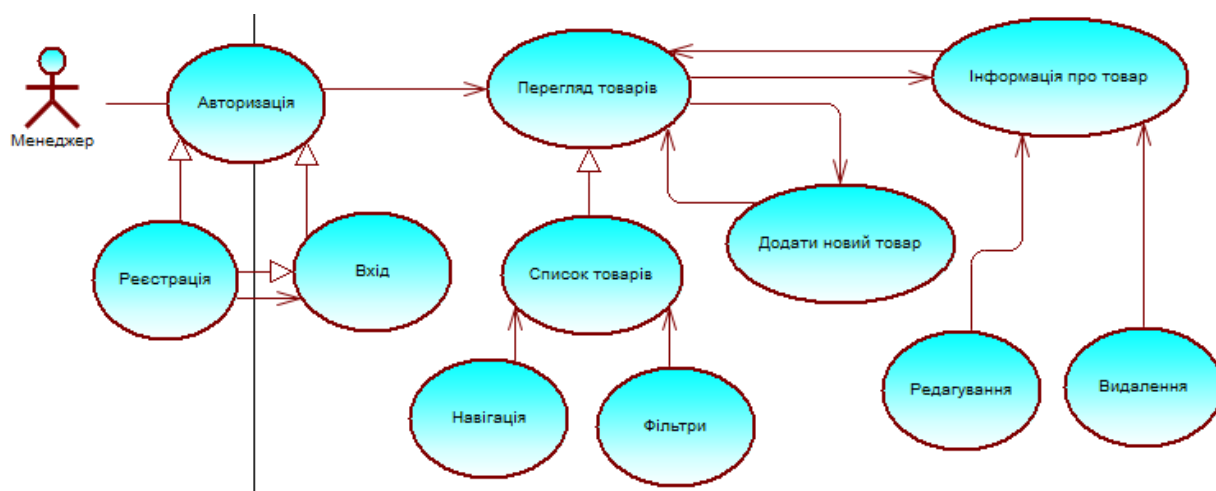 Менеджер
Авторизація
Перегляд товарів
Інформація про товар
Реєстрація
Вхід
Список товарів
Додати новий товар
Навігація
Фільтри
Редагування
Видалення